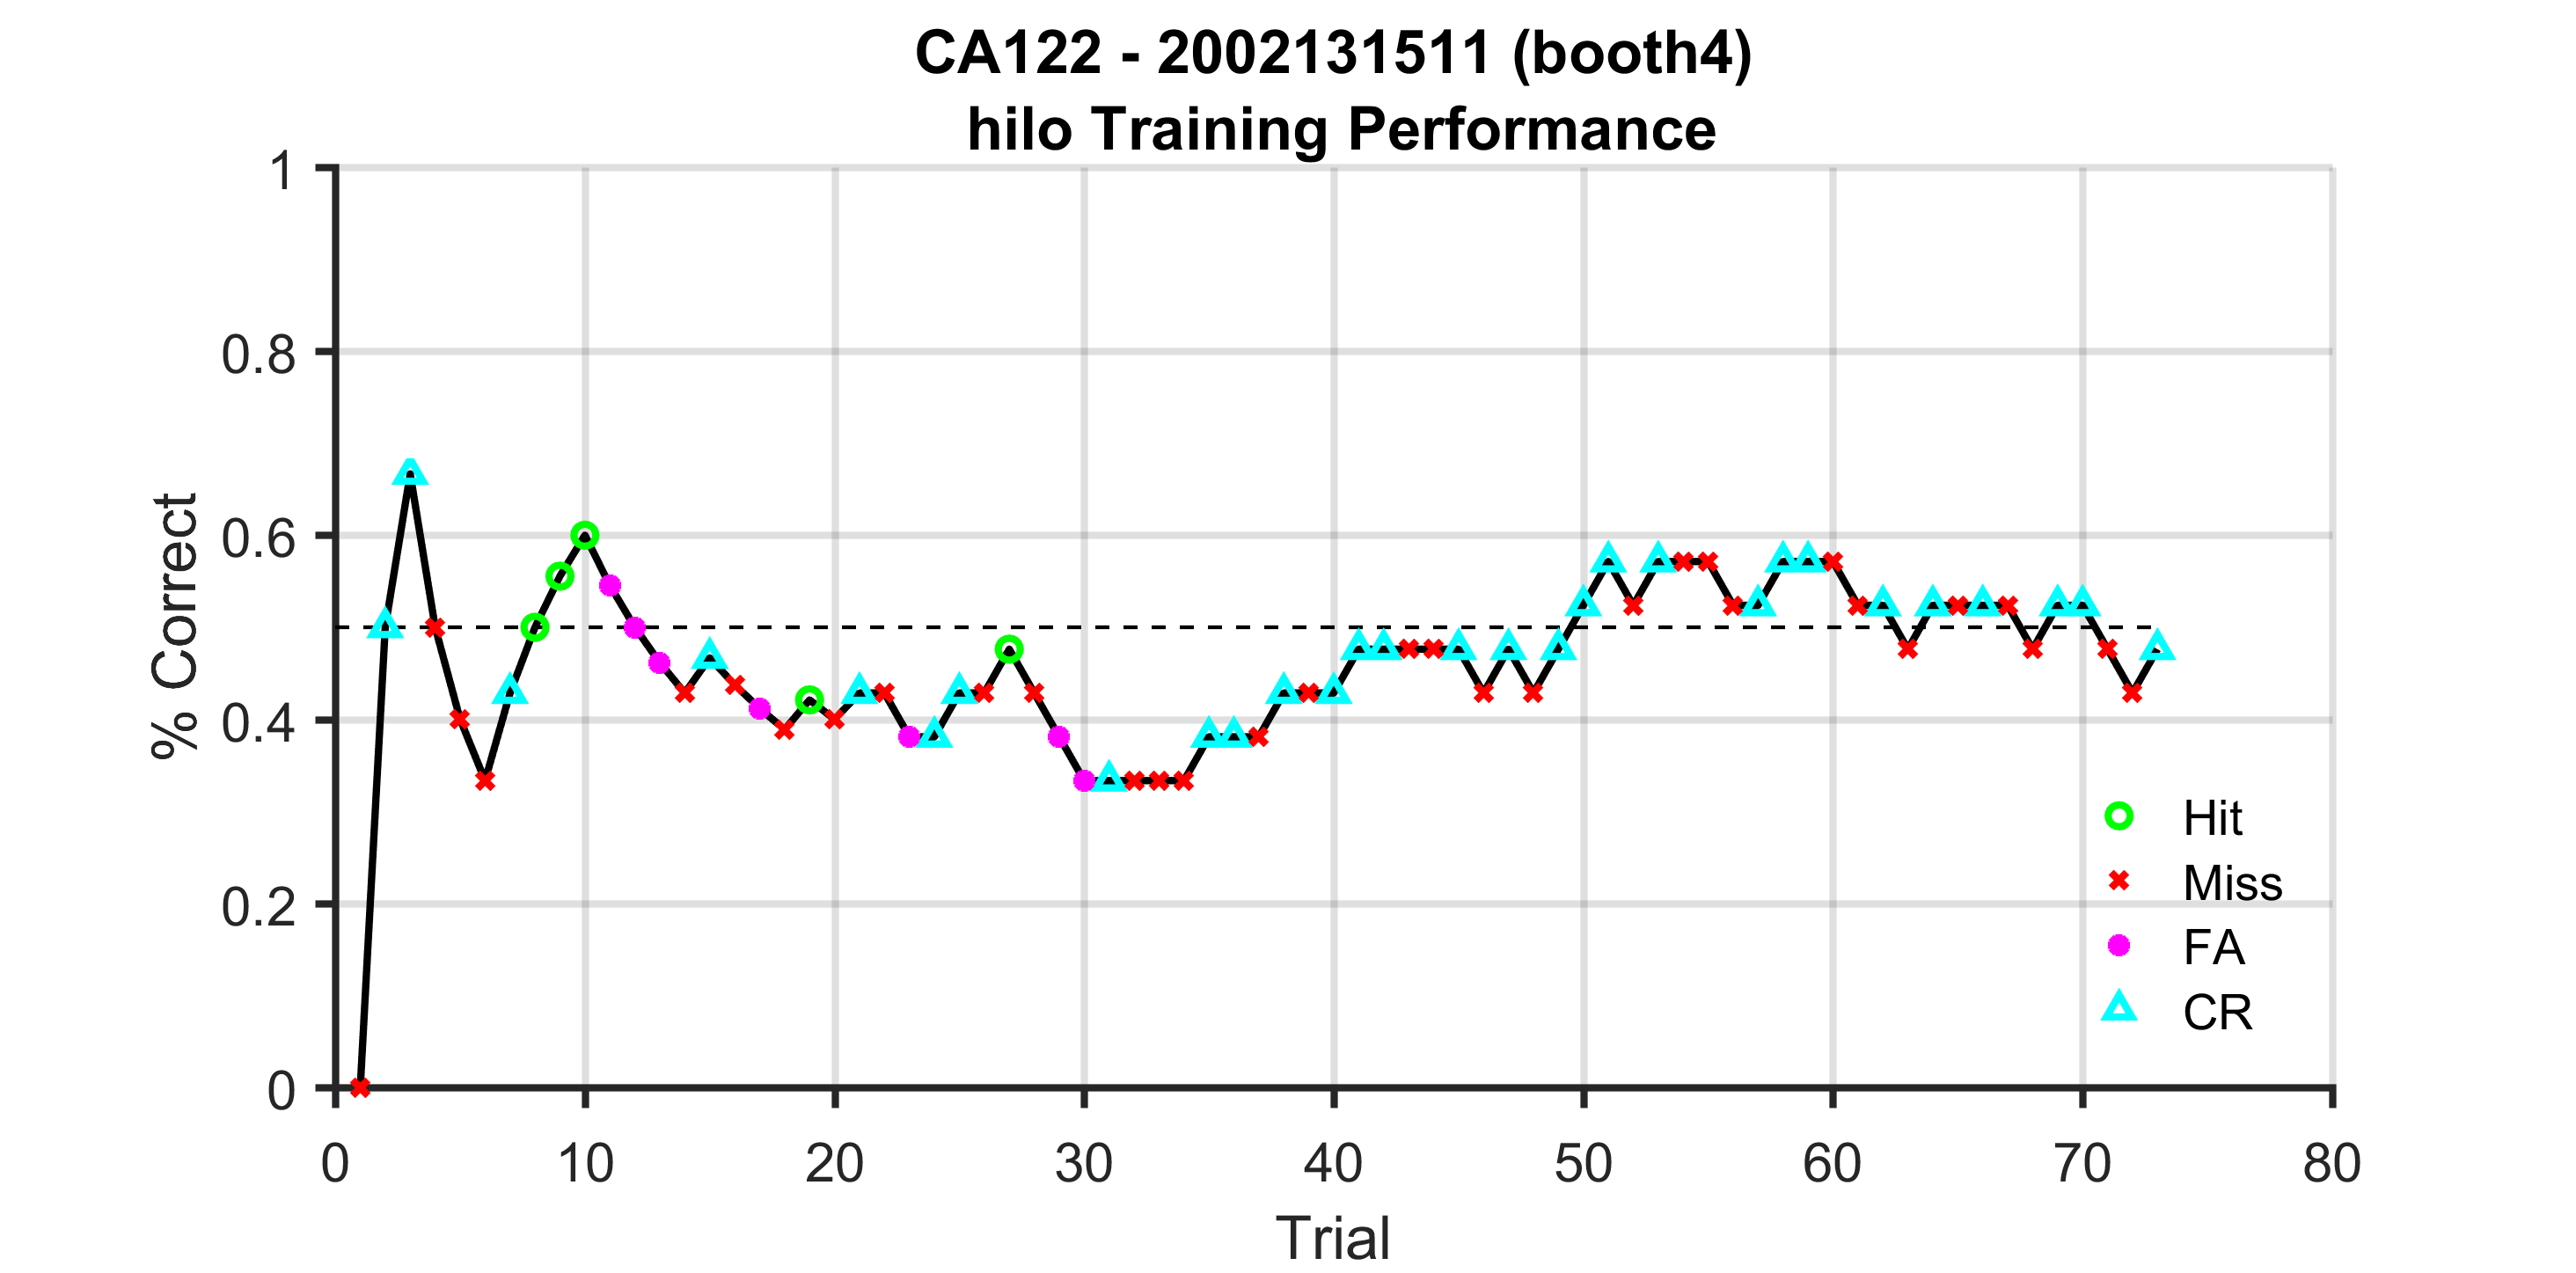 CA122 - 2002131511 (booth4)
hilo Training Performance
1
0.8
0.6
0.4
0.2
0
% Correct
Hit
Miss
FA
CR
0 10 20 30 40 50 60 70 80
Trial